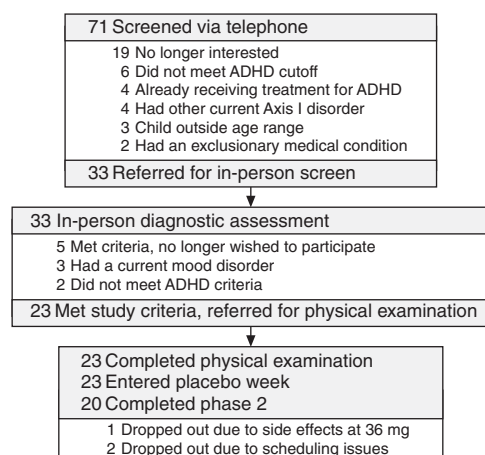 71 Screened via telephone
19 No longer interested
6 Did not meet ADHD cutoff
4 Already receiving treatment for ADHD
4 Had other current Axis I disorder
3 Child outside age range
2 Had an exclusionary medical condition
33 Referred for in-person screen
33 In-person diagnostic assessment
5 Met criteria, no longer wished to participate
3 Had a current mood disorder
2 Did not meet ADHD criteria
23 Met study criteria, referred for physical examination
23 Completed physical examination
23 Entered placebo week
20 Completed phase 2
1 Dropped out due to side effects at 36 mg
2 Dropped out due to scheduling issues